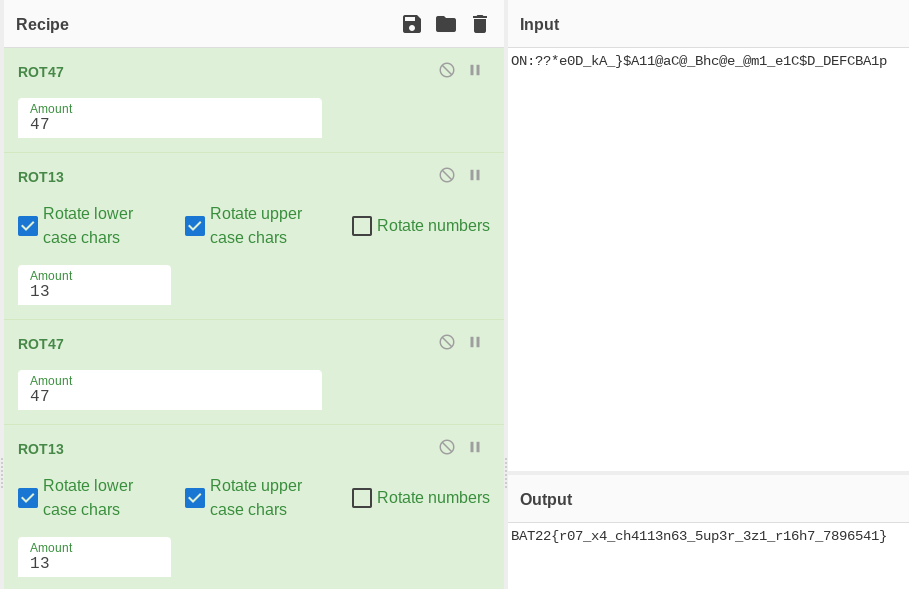 Recipe
ROT47
Amount
47
ROT13
Rotate lower case chars
Rotate upper case chars
Rotate numbers
Amount
13
ROT47
Amount
47
ROT13
Rotate lower case chars
Rotate upper case chars
Rotate numbers
Amount
13
Input
ON:??*e0D_kA_}$A11@aC@_Bhc@e_@m1_e1C$D_DEFCBA1p
Output
BAT22{r07_x4_ch4113n63_5up3r_3z1_r16h7_7896541}